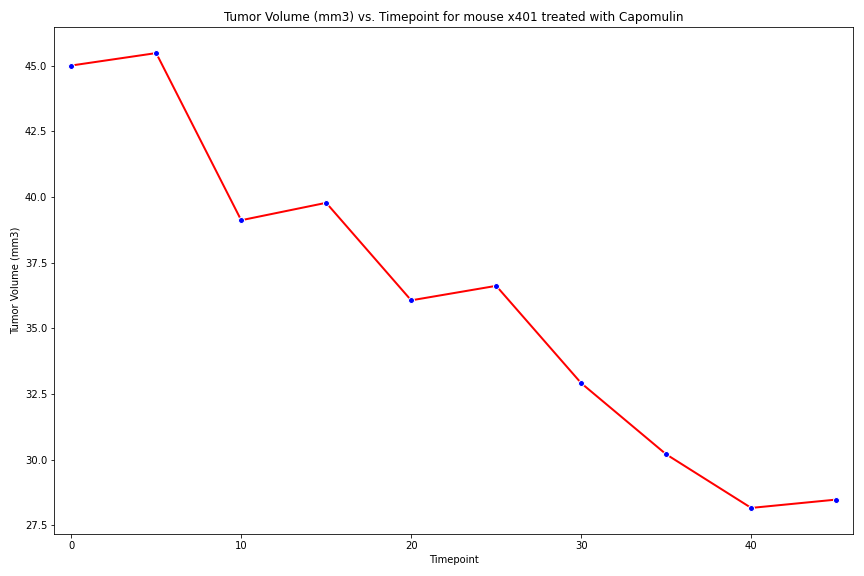 Tumor Volume (mm3) vs. Timepoint for mouse x401 treated with Capomulin
45.0
42.5
40.0
37.5
35.0
32.5
30.0
27.5
Tumor Volume (mm3)
0 10 20 30 40
Timepoint